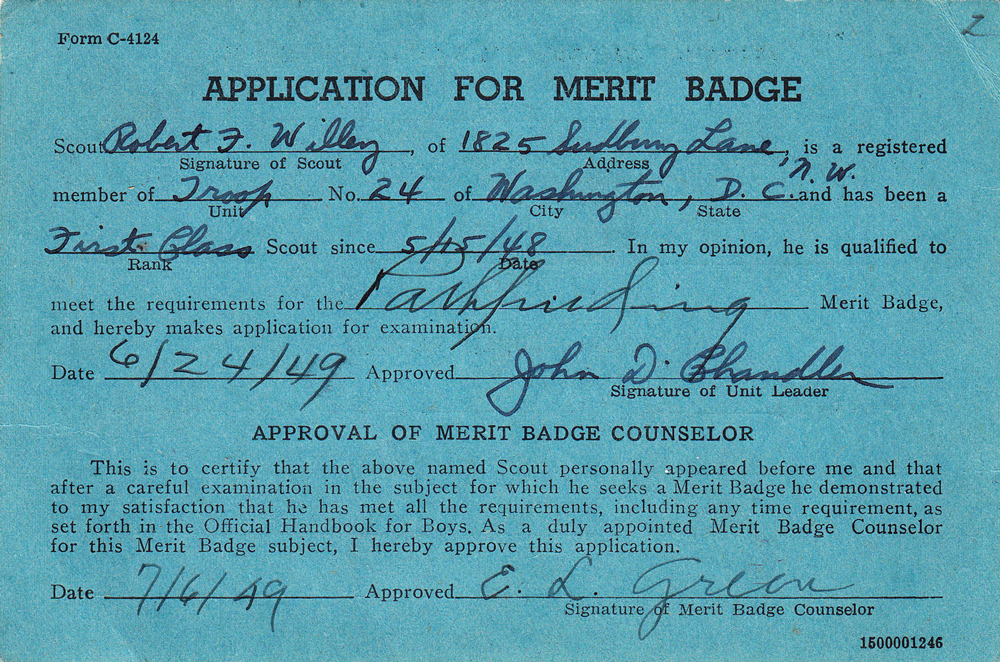 2
Form C-4124
APPLICATION FOR MERIT BADGE
Scout Robert F. Willey, of 1825 Sudbury Lane, N.W. is a registered
Signature of Scout Address
member of Troop No. 24 of Washington, D. C. and has been a
Unit City State
First Class Scout since 5/15/48. In my opinion, he is qualified to
Rank Date
meet the requirements for the Pathfinding Merit Badge,
and hereby makes application for examination.
Date 6/24/49 Approved John D. Chandler
Signature of Unit Leader
APPROVAL OF MERIT BADGE COUNSELOR
This is to certify that the above named Scout personally appeared before me and that
after a careful examination in the subject for which he seeks a Merit Badge he demonstrated
to my satisfaction that he has met all the requirements, including any time requirement, as
set forth in the Official Handbook for Boys. As a duly appointed Merit Badge Counselor
for this Merit Badge subject, I hereby approve this application.
Date 7/6/49 Approved E. L. Green
Signature of Merit Badge Counselor
1500001246